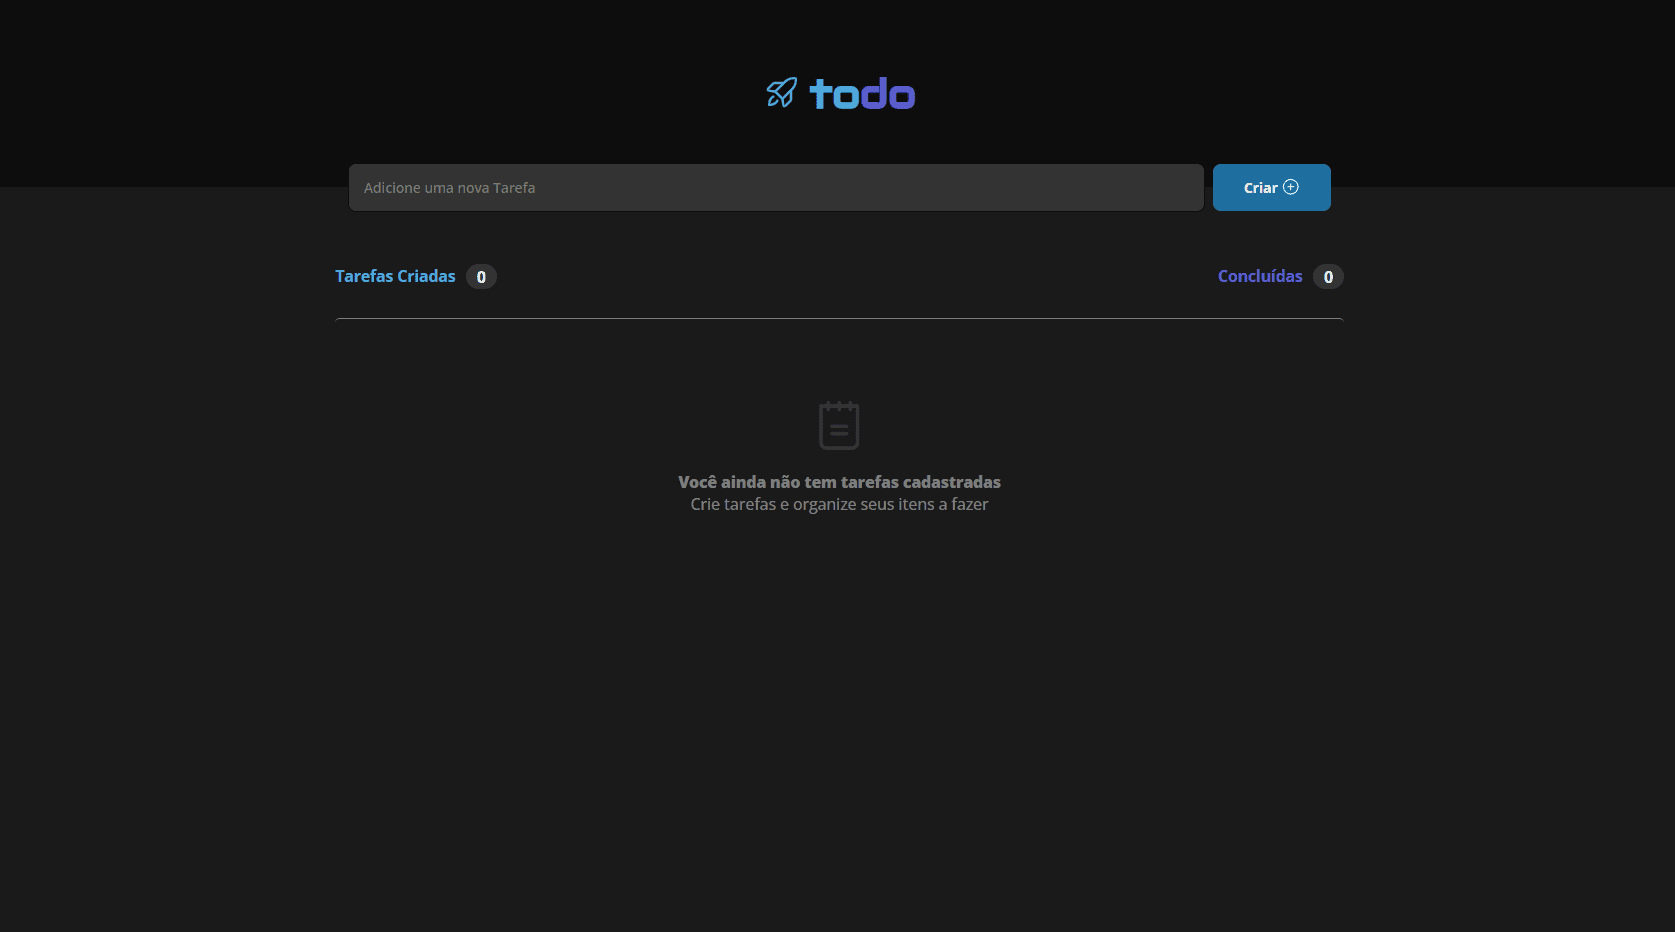 todo
Adicione uma nova Tarefa
Criar
Tarefas Criadas 0
Concluídas 0
Você ainda não tem tarefas cadastradas
Crie tarefas e organize seus itens a fazer